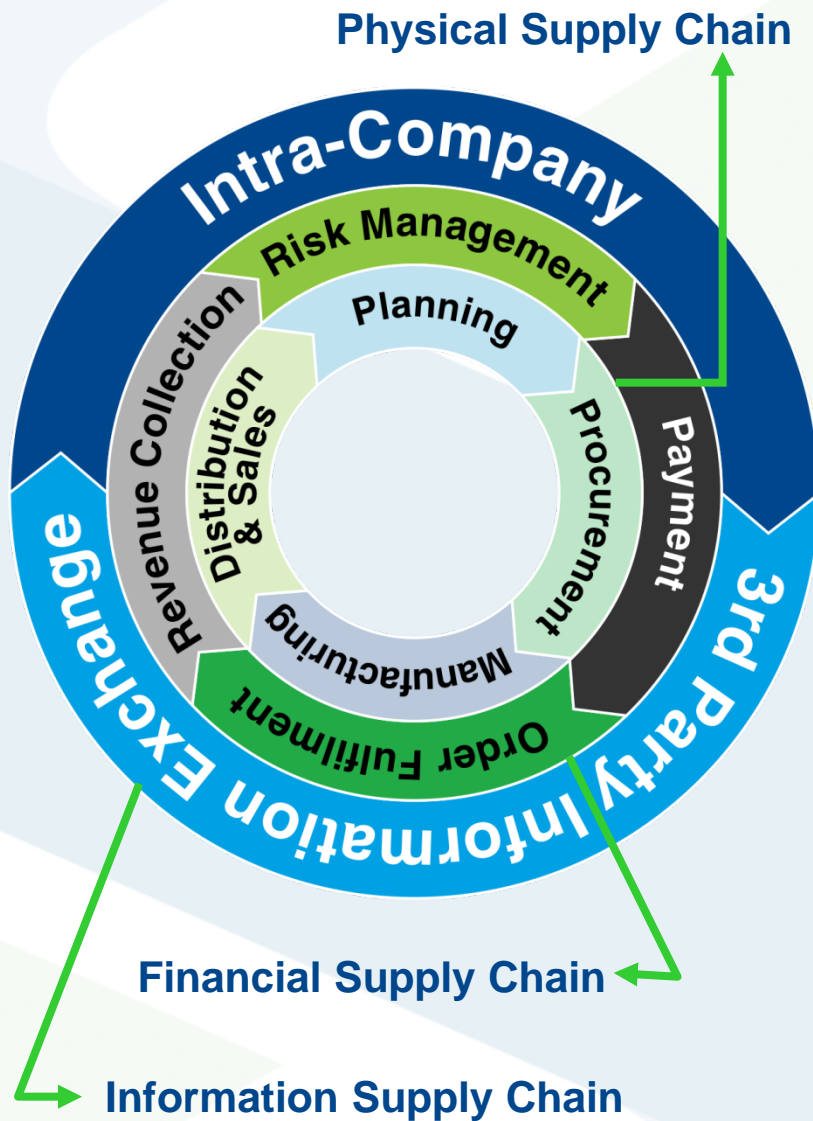 Physical Supply Chain
Intra-Company
Risk Management
Planning
Revenue Collection
Distribution
& Sales
Procurement
Payment
Manufacturing
Order Fulfilment
3rd Party Information Exchange
Financial Supply Chain
Information Supply Chain